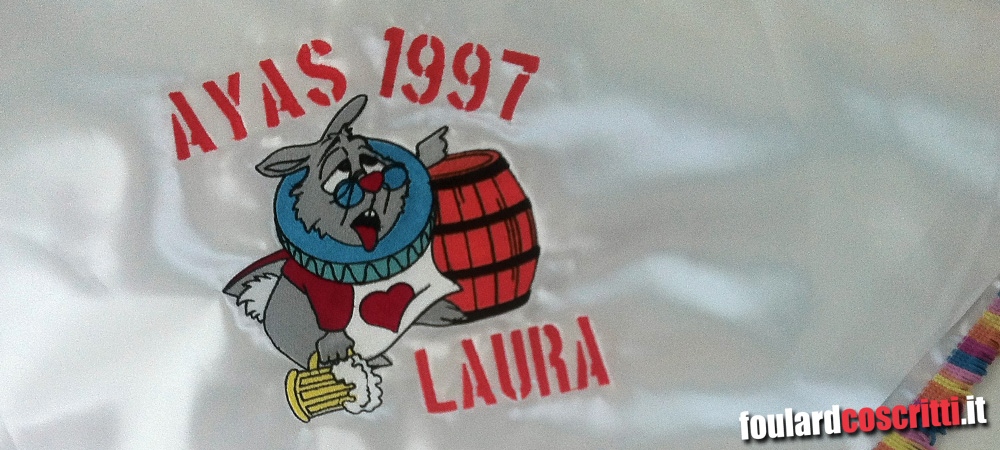 AYAS 1997
LAURA
foulardcoscritti.it